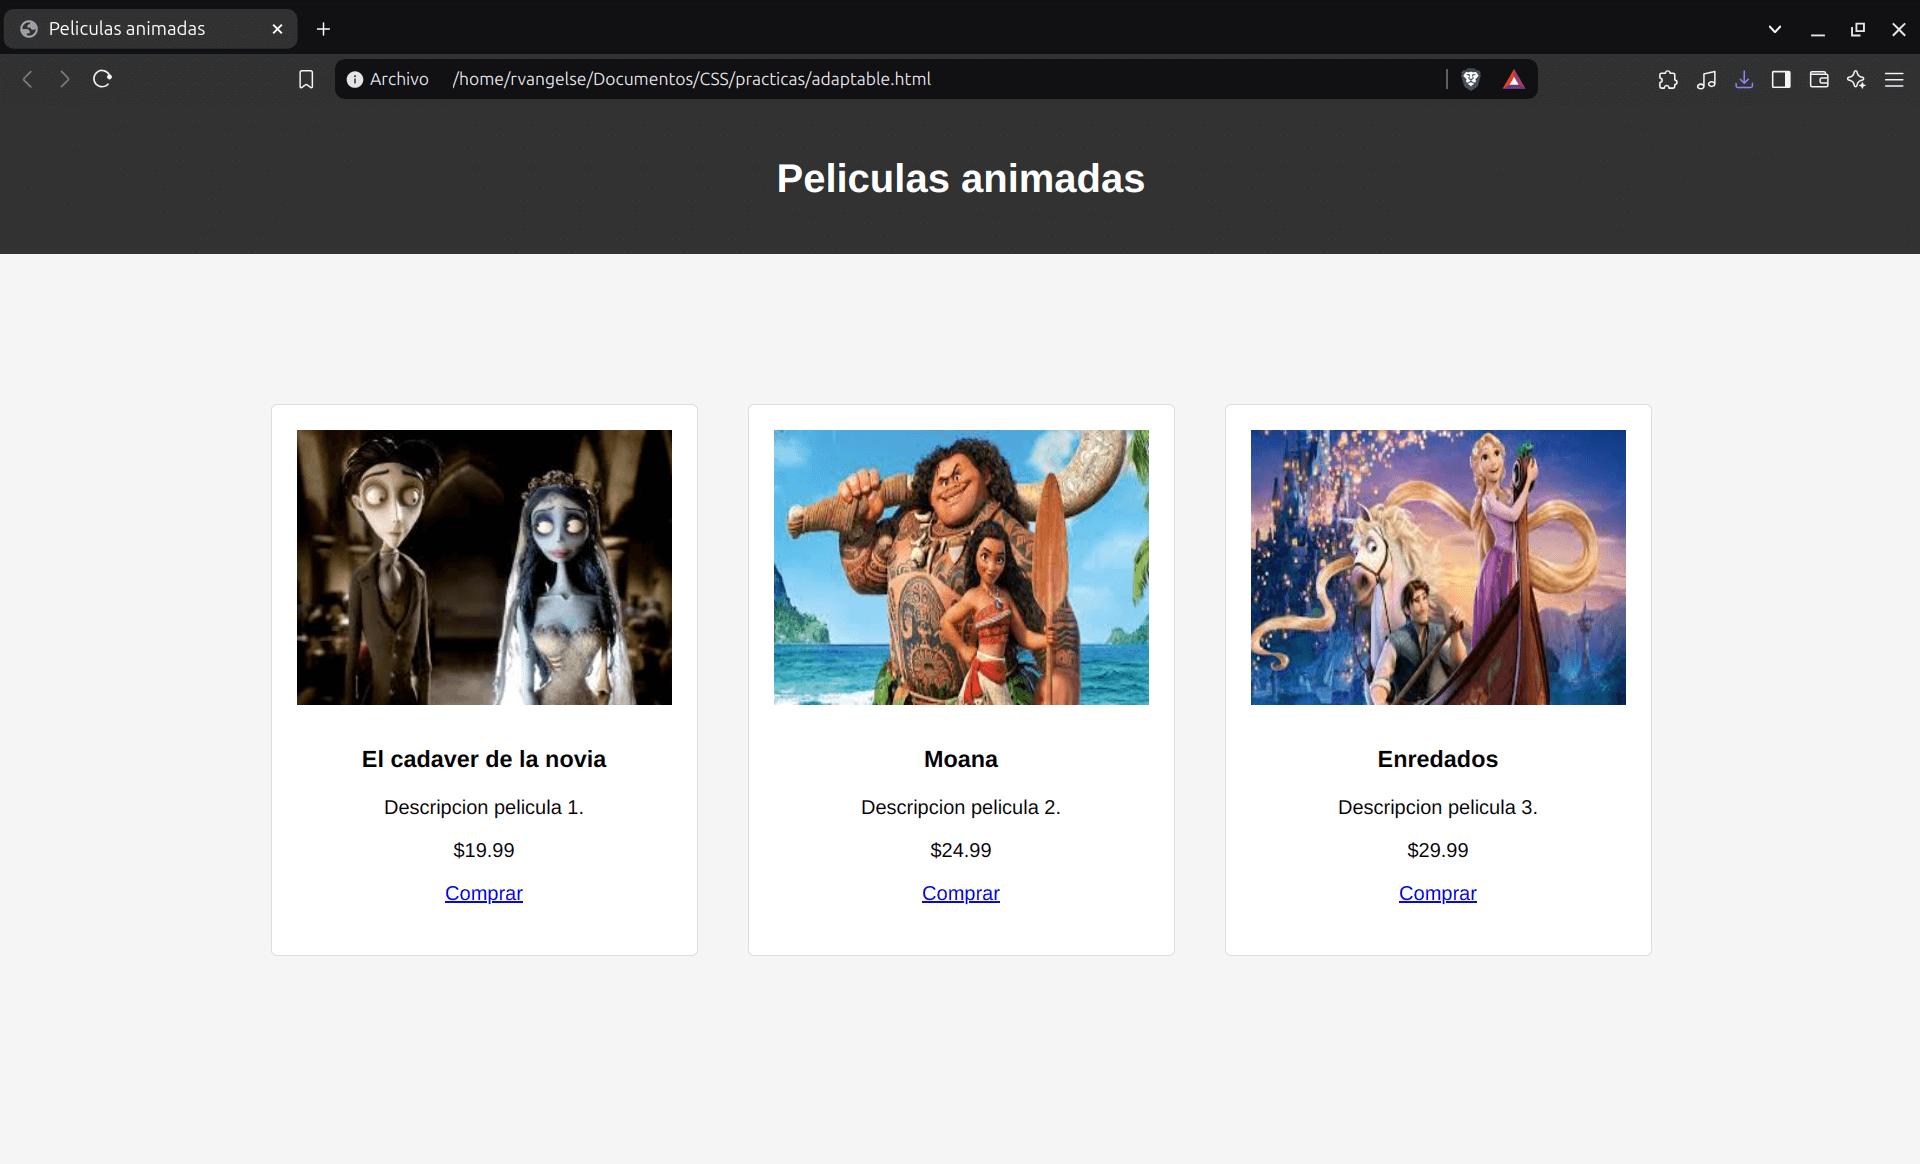 Peliculas animadas
Archivo /home/rvangelse/Documentos/CSS/practicas/adaptable.html
Peliculas animadas
El cadaver de la novia
Descripcion pelicula 1.
$19.99
Comprar
Moana
Descripcion pelicula 2.
$24.99
Comprar
Enredados
Descripcion pelicula 3.
$29.99
Comprar